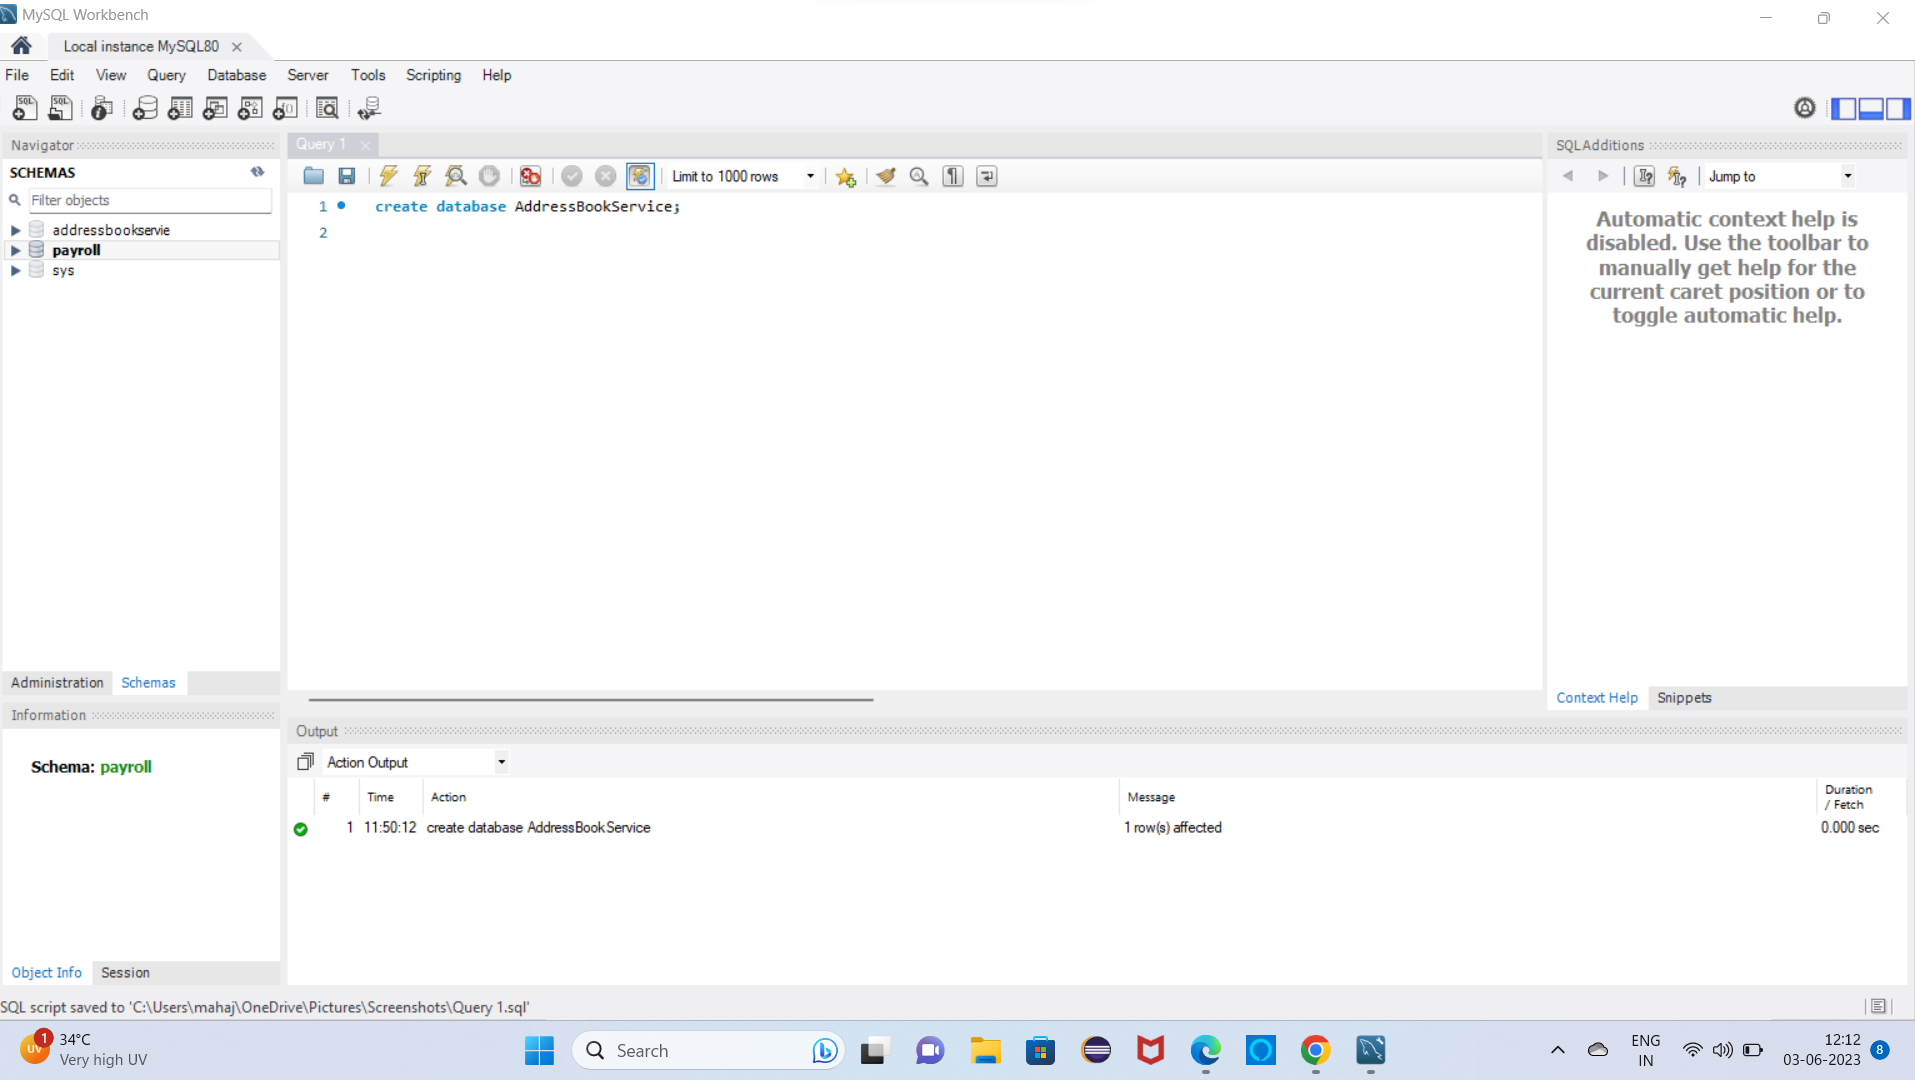 MySQL Workbench
Local instance MySQL80
File Edit View Query Database Server Tools Scripting Help
Navigator
SCHEMAS
Filter objects
addressbookservie
payroll
sys
Administration Schemas
Information
Schema: payroll
Object Info Session
Query 1
Limit to 1000 rows
1 create database AddressBookService;
2
SQLAdditions
Jump to
Automatic context help is
disabled. Use the toolbar to
manually get help for the
current caret position or to
toggle automatic help.
Context Help Snippets
Output
Action Output
# Time Action Message Duration / Fetch
1 11:50:12 create database AddressBookService 1 row(s) affected 0.000 sec
SQL script saved to 'C:\Users\mahaj\OneDrive\Pictures\Screenshots\Query 1.sql'
UV 1
34°C
Very high UV
Search
ENG
IN
12:12
03-06-2023
8